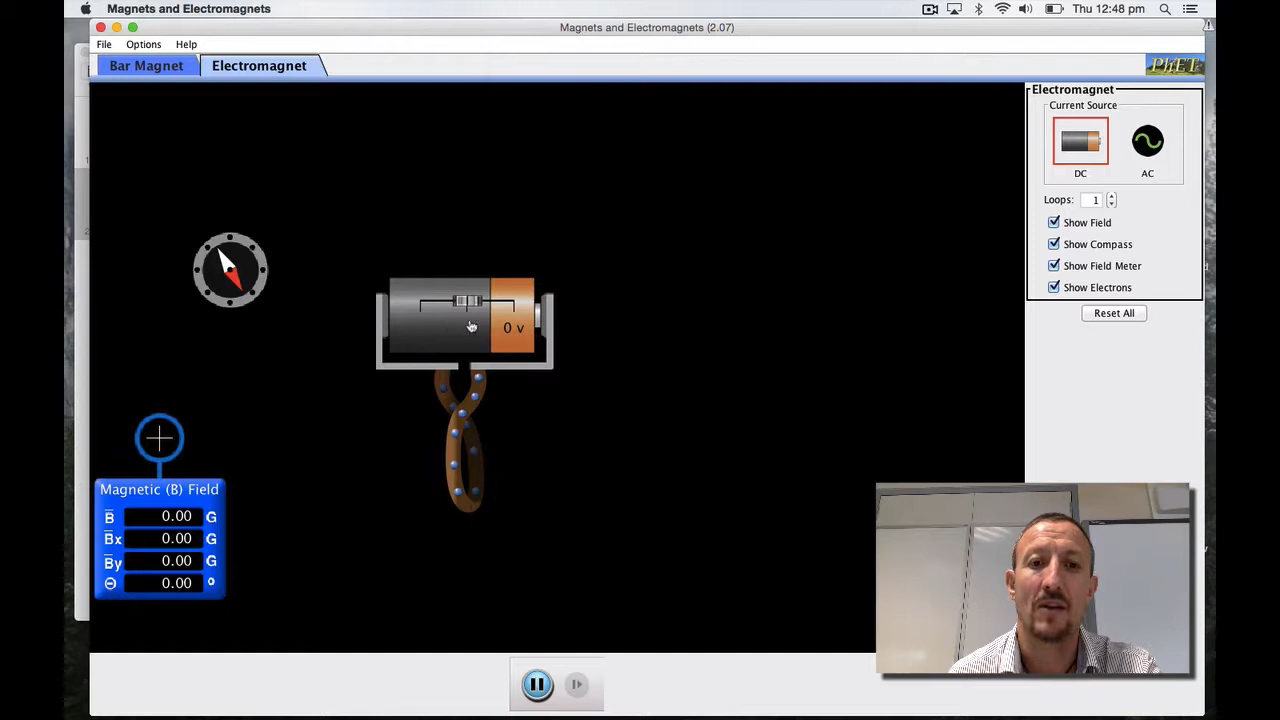 Magnets and Electromagnets
Thu 12:48 pm
Magnets and Electromagnets (2.07)
File Options Help
Bar Magnet Electromagnet
PhET
Electromagnet
Current Source
DC AC
Loops: 1
Show Field
Show Compass
Show Field Meter
Show Electrons
Reset All
0 v
Magnetic (B) Field
B 0.00 G
Bx 0.00 G
By 0.00 G
Θ 0.00 °